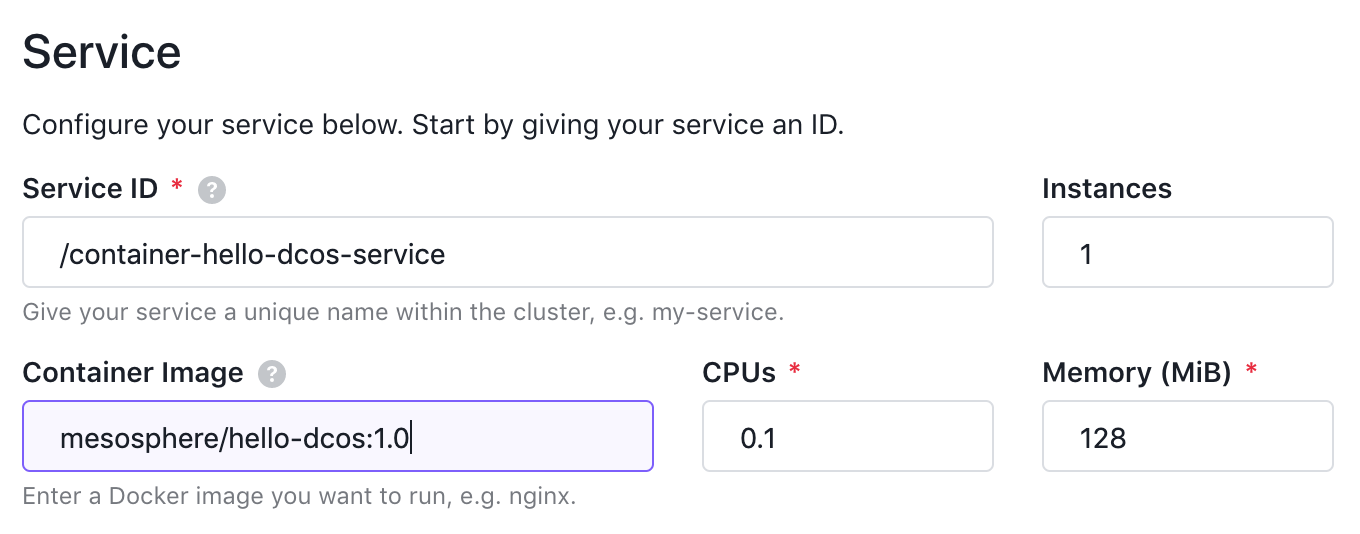 Service
Configure your service below. Start by giving your service an ID.
Service ID * ?
Instances
/container-hello-dcos-service
1
Give your service a unique name within the cluster, e.g. my-service.
Container Image ?
CPUs *
Memory (MiB) *
mesosphere/hello-dcos:1.0
0.1
128
Enter a Docker image you want to run, e.g. nginx.